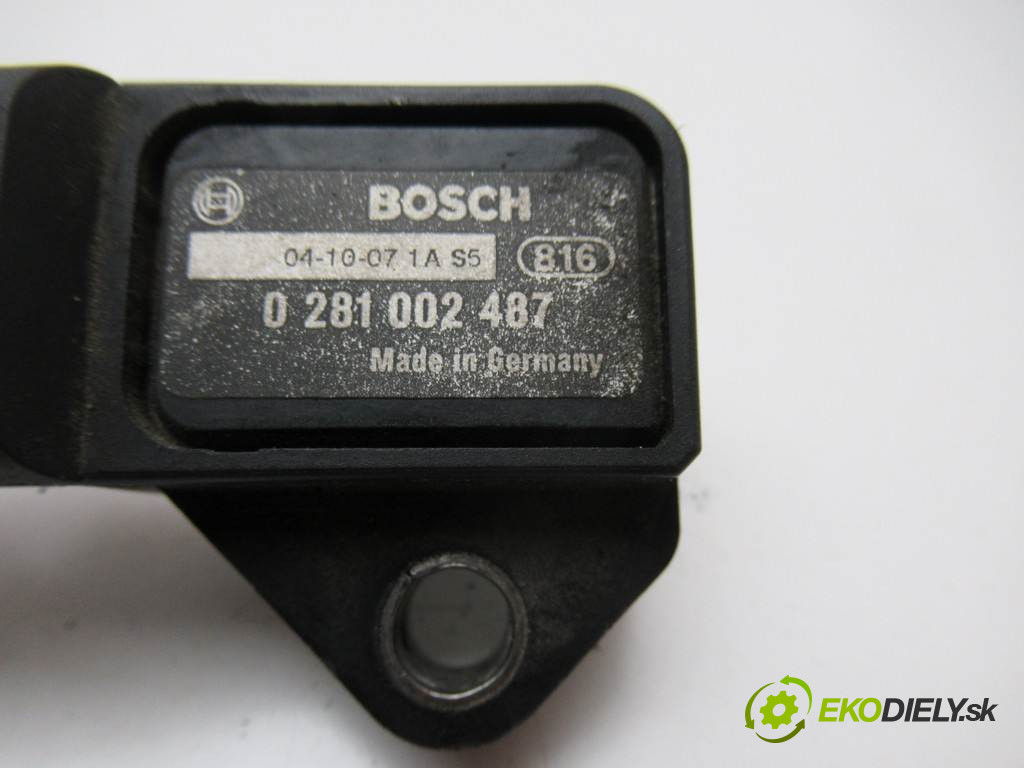 BOSCH
04-10-07 1A S5
816
0 281 002 487
Made in Germany
EKODIELY.sk